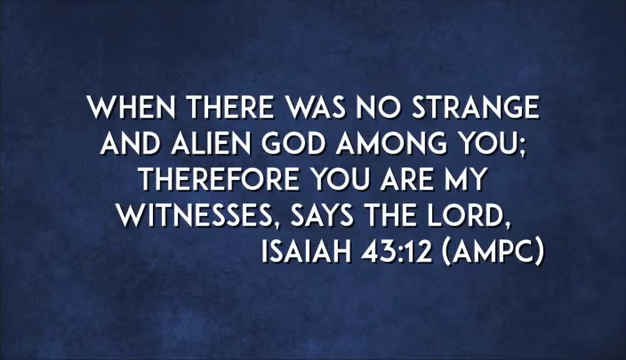 WHEN THERE WAS NO STRANGE
AND ALIEN GOD AMONG YOU;
THEREFORE YOU ARE MY
WITNESSES, SAYS THE LORD,
ISAIAH 43:12 (AMPC)